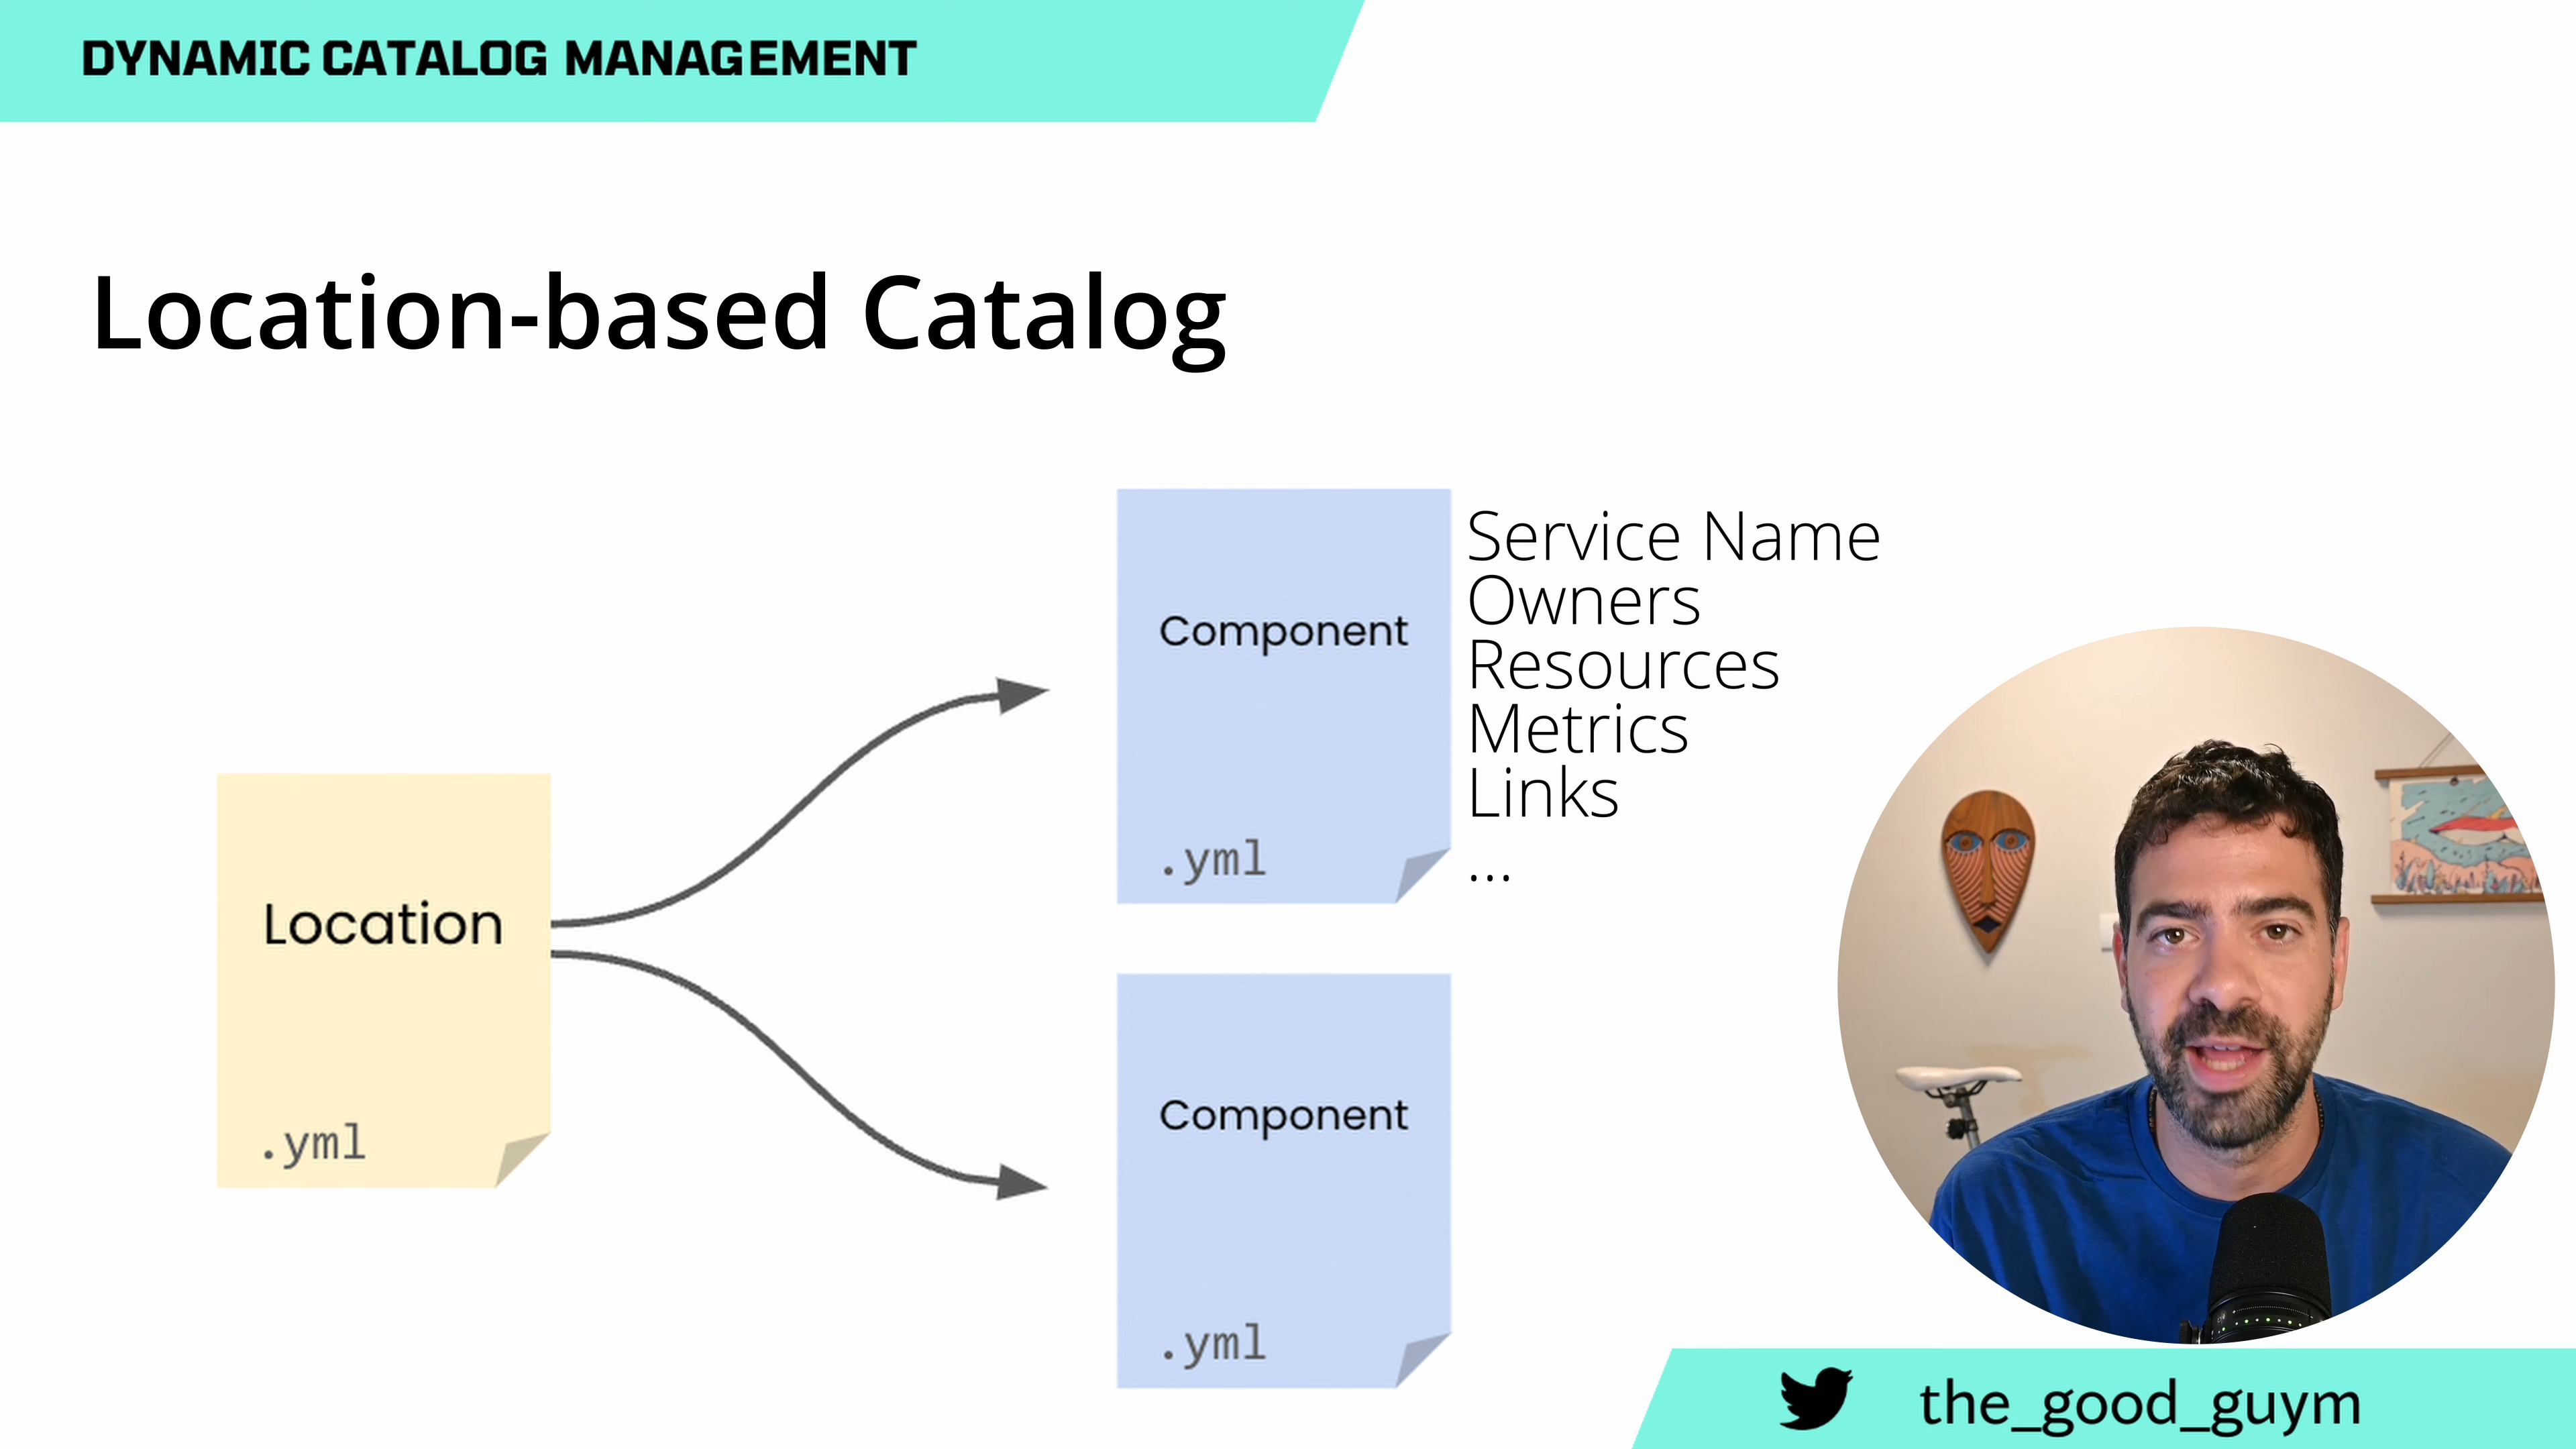 DYNAMIC CATALOG MANAGEMENT
Location-based Catalog
Component
.yml
Service Name
Owners
Resources
Metrics
Links
...
Location
.yml
Component
.yml
the_good_guym